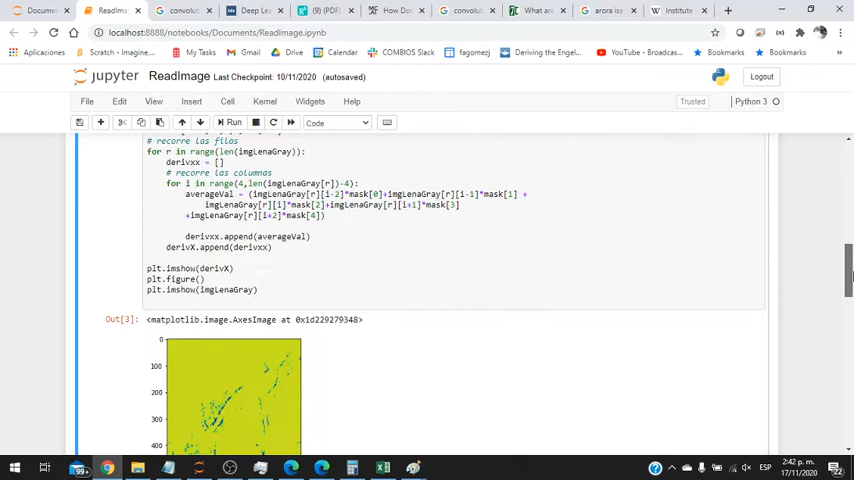 Docume
ReadImag
convoluti
Deep Lea
(9) (PDF)
How Doe
convoluti
What are
arora isa
Institute
localhost:8888/notebooks/Documents/ReadImage.ipynb
Aplicaciones
Scratch - Imagine...
My Tasks
Gmail
Drive
Calendar
COMBIOS Slack
fagomezj
Deriving the Engel...
YouTube - Broadcas...
Bookmarks
Bookmarks
jupyter ReadImage Last Checkpoint: 10/11/2020 (autosaved)
Logout
File Edit View Insert Cell Kernel Widgets Help
Trusted
Python 3
Run
Code
# recorre las filas
for r in range(len(imgLenaGray)):
derivxx = []
# recorre las columnas
for i in range(4,len(imgLenaGray[r])-4):
averageVal = (imgLenaGray[r][i-2]*mask[0]+imgLenaGray[r][i-1]*mask[1] +
imgLenaGray[r][i]*mask[2]+imgLenaGray[r][i+1]*mask[3]
+imgLenaGray[r][i+2]*mask[4])
derivxx.append(averageVal)
derivX.append(derivxx)
plt.imshow(derivX)
plt.figure()
plt.imshow(imgLenaGray)
Out[3]: <matplotlib.image.AxesImage at 0x1d229279348>
0
100
200
300
400
99+
ESP
2:42 p. m.
17/11/2020
22